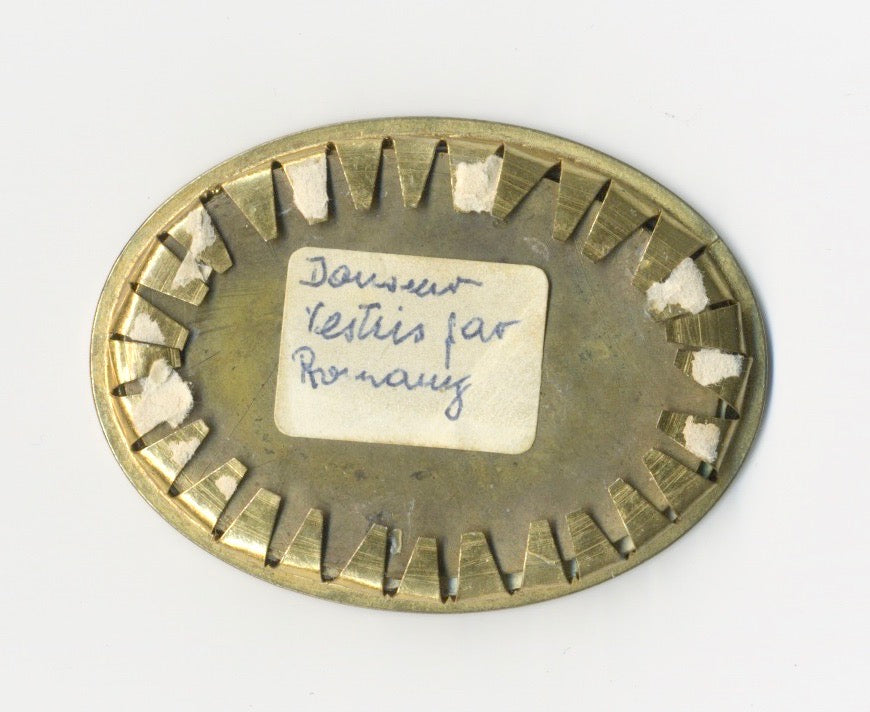 Danseur
Vestris par
Romany